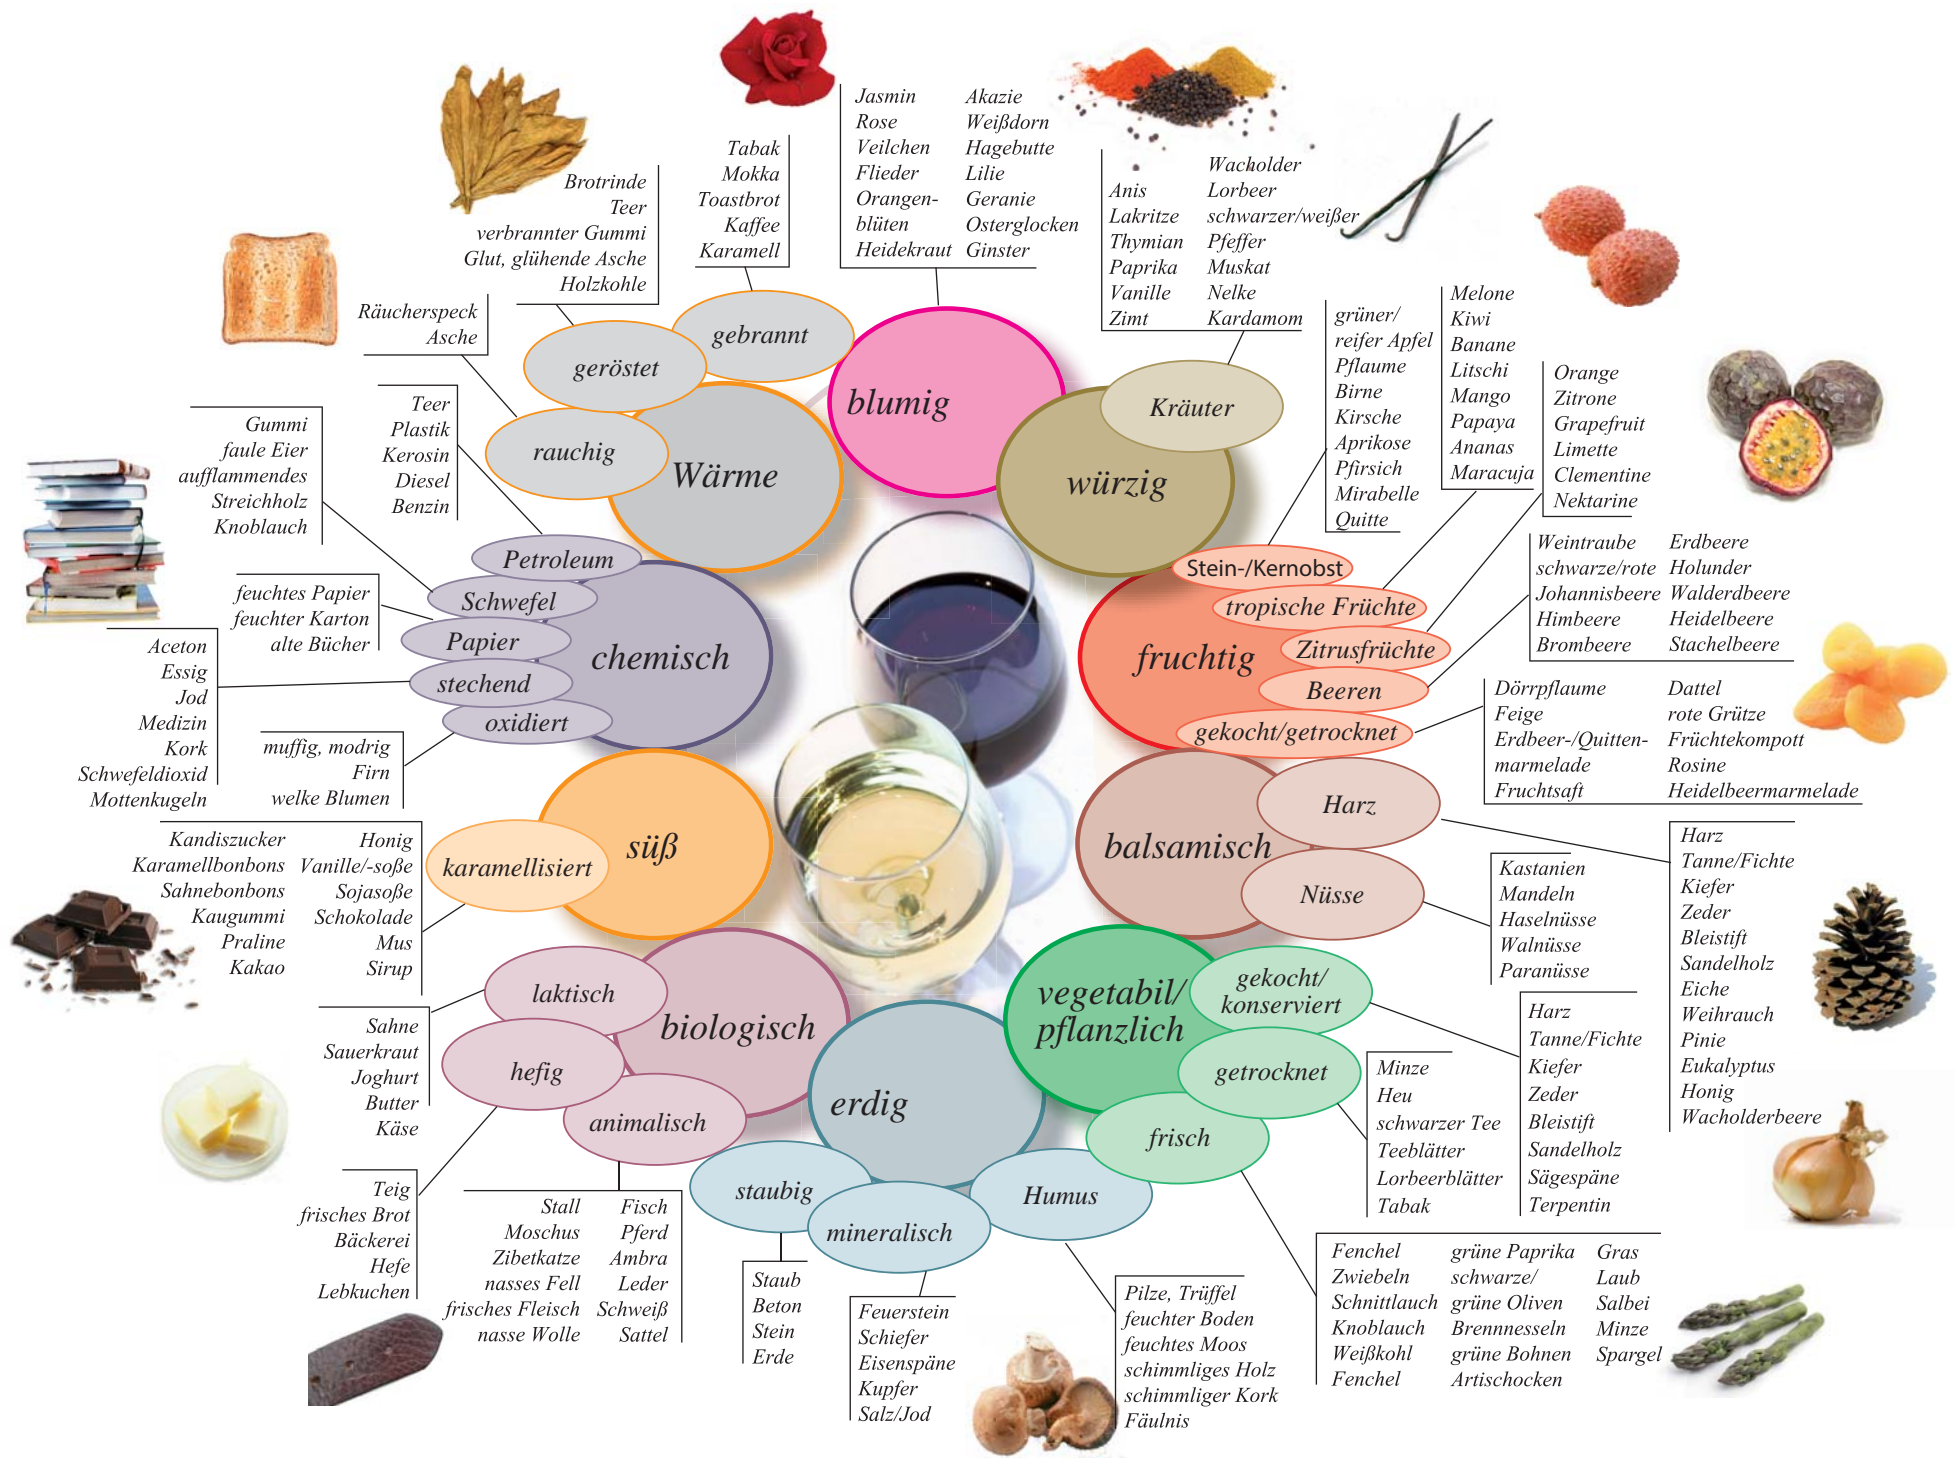 Jasmin
Rose
Veilchen
Flieder
Orangen-
blüten
Heidekraut
Akazie
Weißdorn
Hagebutte
Lilie
Geranie
Osterglocken
Ginster
blumig
Anis
Lakritze
Thymian
Paprika
Vanille
Zimt
Wacholder
Lorbeer
schwarzer/weißer
Pfeffer
Muskat
Nelke
Kardamom
Kräuter
würzig
grüner/
reifer Apfel
Pflaume
Birne
Kirsche
Aprikose
Pfirsich
Mirabelle
Quitte
Stein-/Kernobst
Melone
Kiwi
Banane
Litschi
Mango
Papaya
Ananas
Maracuja
tropische Früchte
Orange
Zitrone
Grapefruit
Limette
Clementine
Nektarine
Zitrusfrüchte
Weintraube
schwarze/rote
Johannisbeere
Himbeere
Brombeere
Erdbeere
Holunder
Walderdbeere
Heidelbeere
Stachelbeere
Beeren
Dörrpflaume
Feige
Erdbeer-/Quitten-
marmelade
Fruchtsaft
Dattel
rote Grütze
Früchtekompott
Rosine
Heidelbeermarmelade
gekocht/getrocknet
fruchtig
Harz
Tanne/Fichte
Kiefer
Zeder
Bleistift
Sandelholz
Eiche
Weihrauch
Pinie
Eukalyptus
Honig
Wacholderbeere
Harz
Kastanien
Mandeln
Haselnüsse
Walnüsse
Paranüsse
Nüsse
balsamisch
Harz
Tanne/Fichte
Kiefer
Zeder
Bleistift
Sandelholz
Sägespäne
Terpentin
gekocht/
konserviert
Minze
Heu
schwarzer Tee
Teeblätter
Lorbeerblätter
Tabak
getrocknet
Fenchel
Zwiebeln
Schnittlauch
Knoblauch
Weißkohl
Fenchel
grüne Paprika
schwarze/
grüne Oliven
Brennnesseln
grüne Bohnen
Artischocken
Gras
Laub
Salbei
Minze
Spargel
frisch
vegetabil/
pflanzlich
Pilze, Trüffel
feuchter Boden
feuchtes Moos
schimmliges Holz
schimmliger Kork
Fäulnis
Humus
Feuerstein
Schiefer
Eisenspäne
Kupfer
Salz/Jod
mineralisch
Staub
Beton
Stein
Erde
staubig
erdig
Stall
Moschus
Zibetkatze
nasses Fell
frisches Fleisch
nasse Wolle
Fisch
Pferd
Ambra
Leder
Schweiß
Sattel
animalisch
Teig
frisches Brot
Bäckerei
Hefe
Lebkuchen
hefig
Sahne
Sauerkraut
Joghurt
Butter
Käse
laktisch
biologisch
Kandiszucker
Karamellbonbons
Sahnebonbons
Kaugummi
Praline
Kakao
Honig
Vanille/-soße
Sojasoße
Schokolade
Mus
Sirup
karamellisiert
süß
muffig, modrig
Firn
welke Blumen
oxidiert
Aceton
Essig
Jod
Medizin
Kork
Schwefeldioxid
Mottenkugeln
stechend
feuchtes Papier
feuchter Karton
alte Bücher
Papier
Gummi
faule Eier
aufflammendes
Streichholz
Knoblauch
Schwefel
Teer
Plastik
Kerosin
Diesel
Benzin
Petroleum
chemisch
Räucherspeck
Asche
rauchig
Brotrinde
Teer
verbrannter Gummi
Glut, glühende Asche
Holzkohle
geröstet
Tabak
Mokka
Toastbrot
Kaffee
Karamell
gebrannt
Wärme